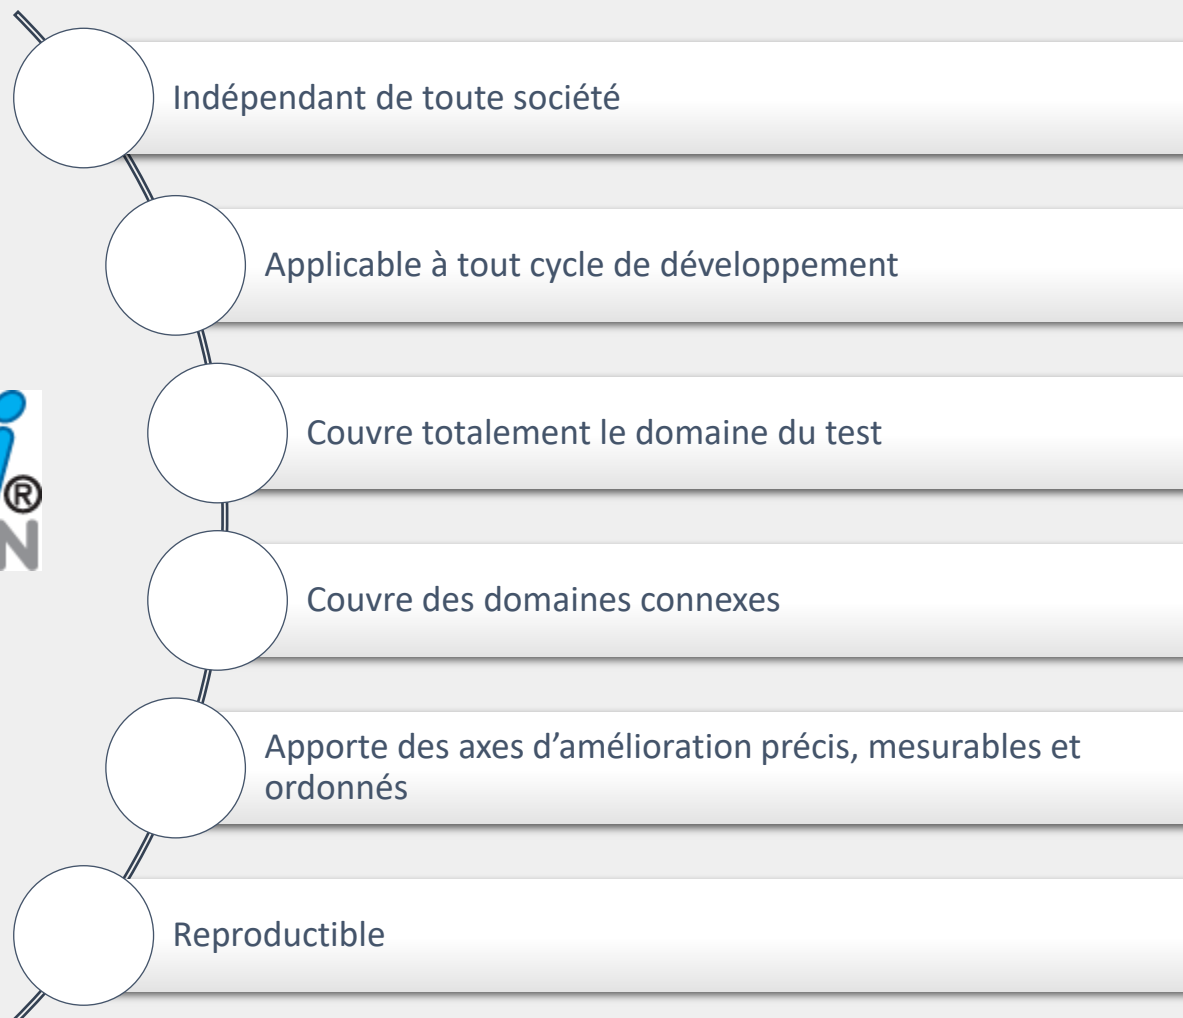 Indépendant de toute société
Applicable à tout cycle de développement
Couvre totalement le domaine du test
®
N
Couvre des domaines connexes
Apporte des axes d’amélioration précis, mesurables et
ordonnés
Reproductible